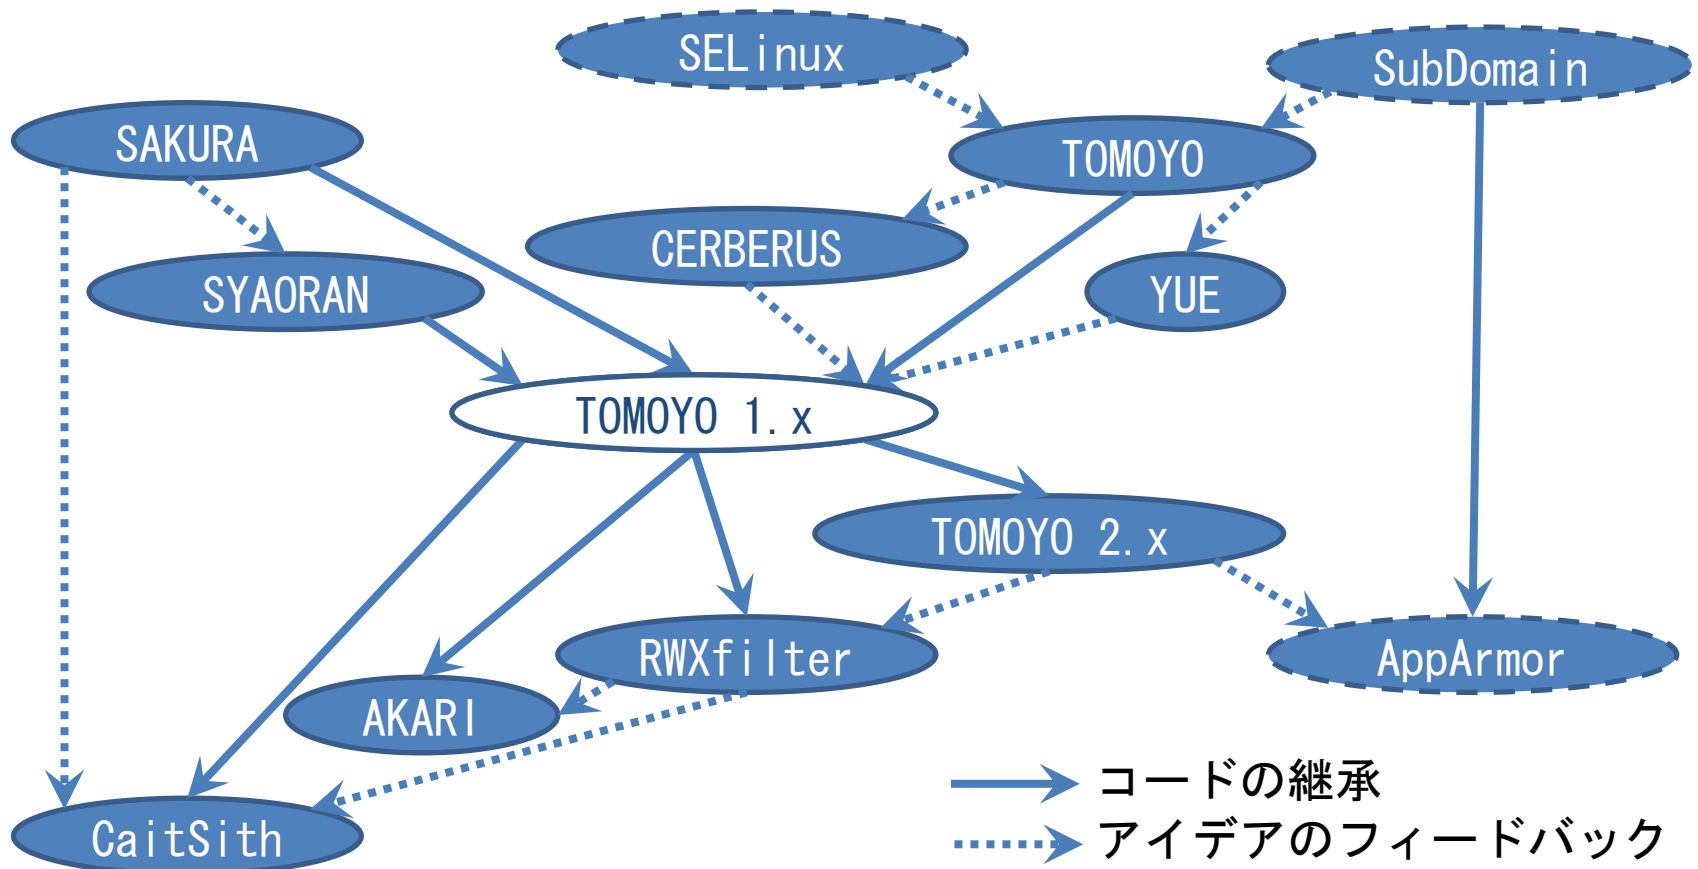 SELinux
SubDomain
SAKURA
TOMOYO
CERBERUS
SYAORAN
YUE
TOMOYO 1.x
TOMOYO 2.x
RWXfilter
AppArmor
AKARI
CaitSith
コードの継承
アイデアのフィードバック